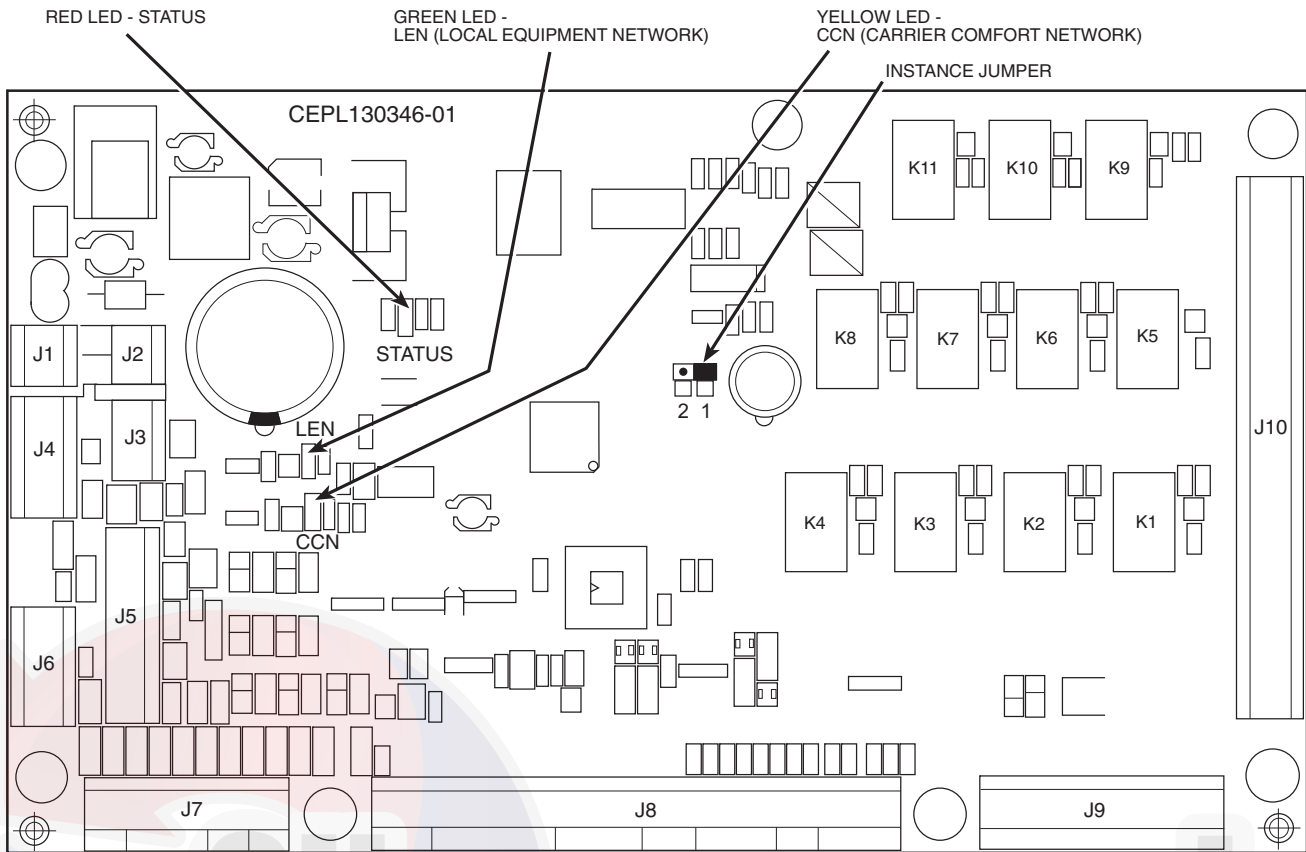 RED LED - STATUS
GREEN LED -
LEN (LOCAL EQUIPMENT NETWORK)
YELLOW LED -
CCN (CARRIER COMFORT NETWORK)
INSTANCE JUMPER
CEPL130346-01
K11
K10
K9
K8
K7
K6
K5
J1
J2
STATUS
2
1
J4
J3
LEN
J10
K4
K3
K2
K1
CCN
J5
J6
J7
J8
J9